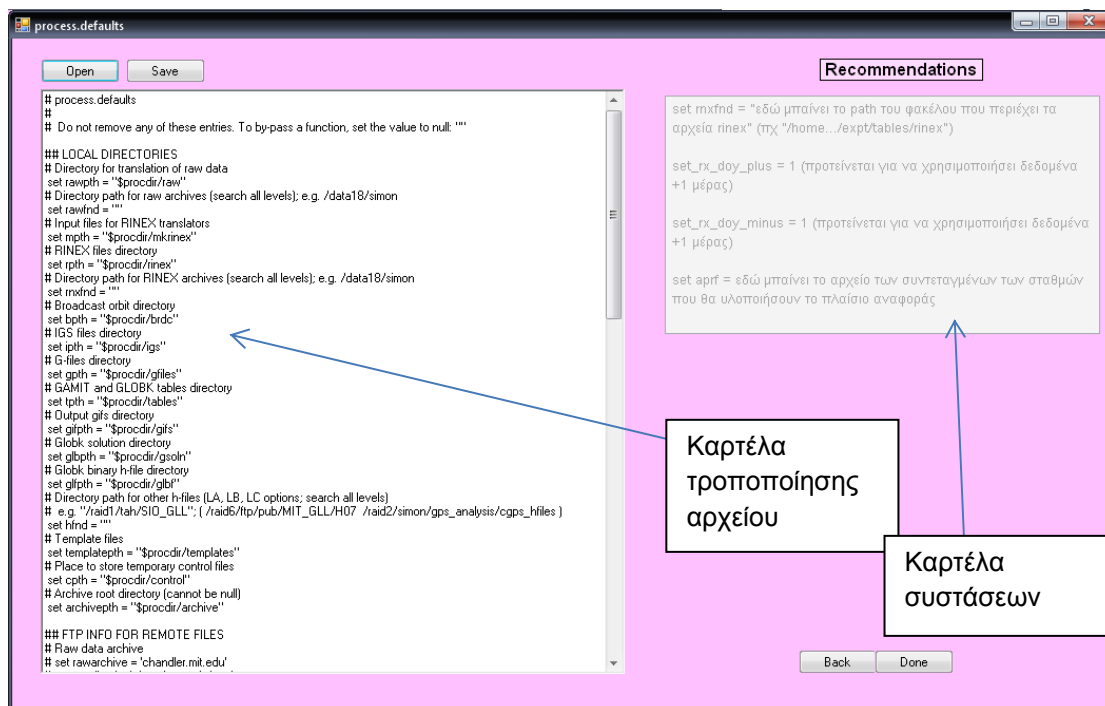 process.defaults
Open
Save
# process.defaults
#
# Do not remove any of these entries. To by-pass a function, set the value to null: ""
## LOCAL DIRECTORIES
# Directory for translation of raw data
set rawpth = "$procdir/raw"
# Directory path for raw archives (search all levels); e.g. /data18/simon
set rawfnd = ""
# Input files for RINEX translators
set mpth = "$procdir/mkrinex"
# RINEX files directory
set rpth = "$procdir/rinex"
# Directory path for RINEX archives (search all levels); e.g. /data18/simon
set rnxfnd = ""
# Broadcast orbit directory
set bpth = "$procdir/brdc"
# IGS files directory
set ipth = "$procdir/igs"
# G-files directory
set gpth = "$procdir/gfiles"
# GAMIT and GLOBK tables directory
set tpth = "$procdir/tables"
# Output gifs directory
set gifpth = "$procdir/gifs"
# Globk solution directory
set glbpth = "$procdir/gsoln"
# Globk binary h-file directory
set glfpth = "$procdir/glbf"
# Directory path for other h-files (LA, LB, LC options; search all levels)
# e.g. "/raid1/tah/SIO_GLL"; ( /raid6/ftp/pub/MIT_GLL/H07 /raid2/simon/gps_analysis/cgps_hfiles )
set hfnd = ""
# Template files
set templatepth = "$procdir/templates"
# Place to store temporary control files
set cpth = "$procdir/control"
# Archive root directory (cannot be null)
set archivepth = "$procdir/archive"
## FTP INFO FOR REMOTE FILES
# Raw data archive
# set rawarchive = 'chandler.mit.edu'
Recommendations
set rnxfnd = "εδώ μπαίνει το path του φακέλου που περιέχει τα
αρχεία rinex" (πχ "/home.../expt/tables/rinex")
set_rx_doy_plus = 1 (προτείνεται για να χρησιμοποιήσει δεδομένα
+1 μέρας)
set_rx_doy_minus = 1 (προτείνεται για να χρησιμοποιήσει δεδομένα
+1 μέρας)
set aprf = εδώ μπαίνει το αρχείο των συντεταγμένων των σταθμών
που θα υλοποιήσουν το πλαίσιο αναφοράς
Καρτέλα
τροποποίησης
αρχείου
Καρτέλα
συστάσεων
Back
Done